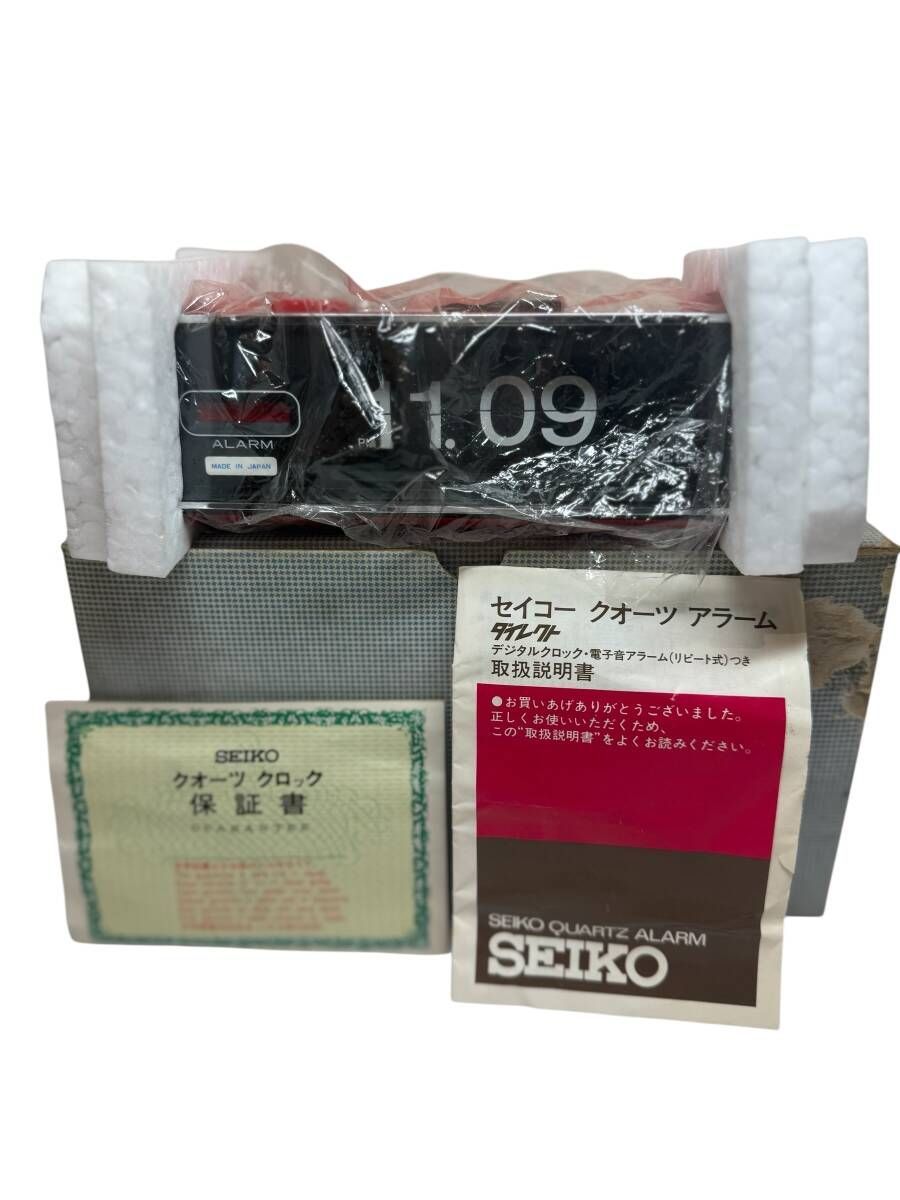 11.09
PM
ALARM
MADE IN JAPAN
セイコー クオーツ アラーム
ダイレクト
デジタルクロック・電子音アラーム(リピート式)つき
取扱説明書
●お買いあげありがとうございました。
正しくお使いいただくため、
この"取扱説明書"をよくお読みください。
SEIKO QUARTZ ALARM
SEIKO
SEIKO
クオーツ クロック
保証書
GUARANTEE